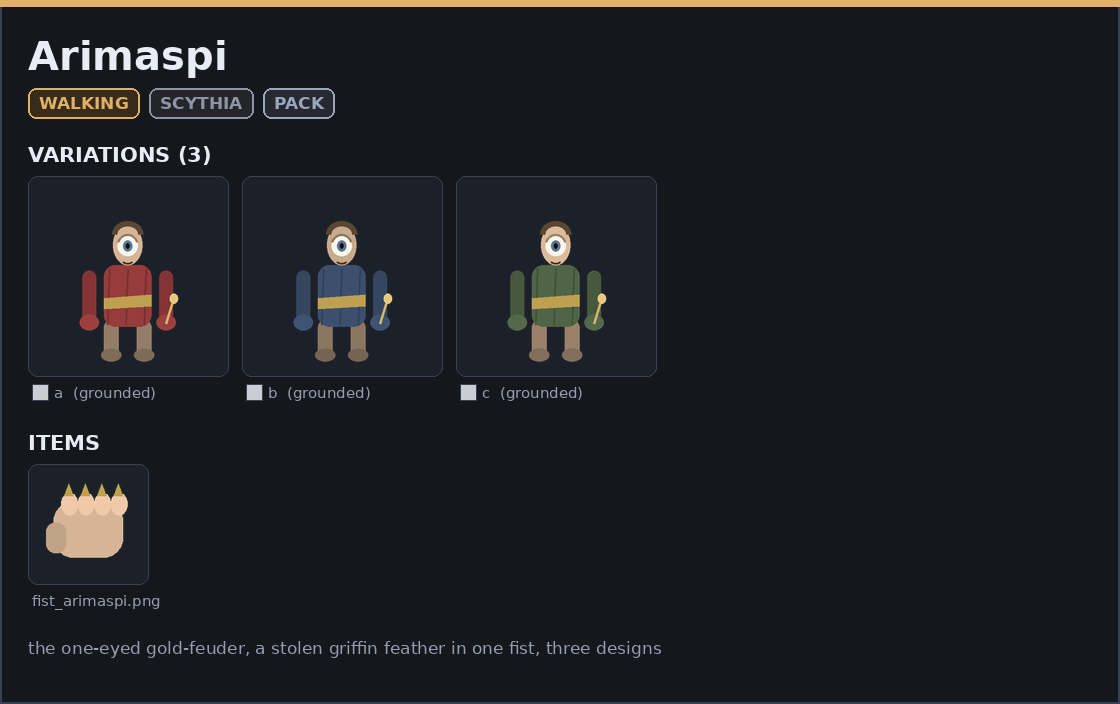 Arimaspi
WALKING SCYTHIA PACK
VARIATIONS (3)
a (grounded) b (grounded) c (grounded)
ITEMS
fist_arimaspi.png
the one-eyed gold-feuder, a stolen griffin feather in one fist, three designs